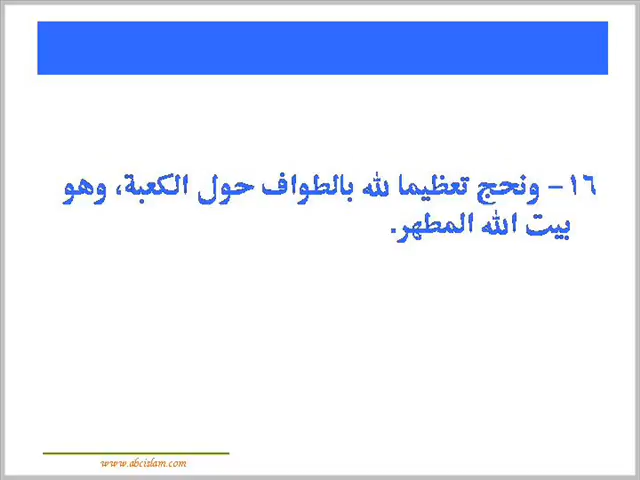 ١٦- ونحج تعظيما لله بالطواف حول الكعبة، وهو
بيت الله المطهر.
www.abcislam.com